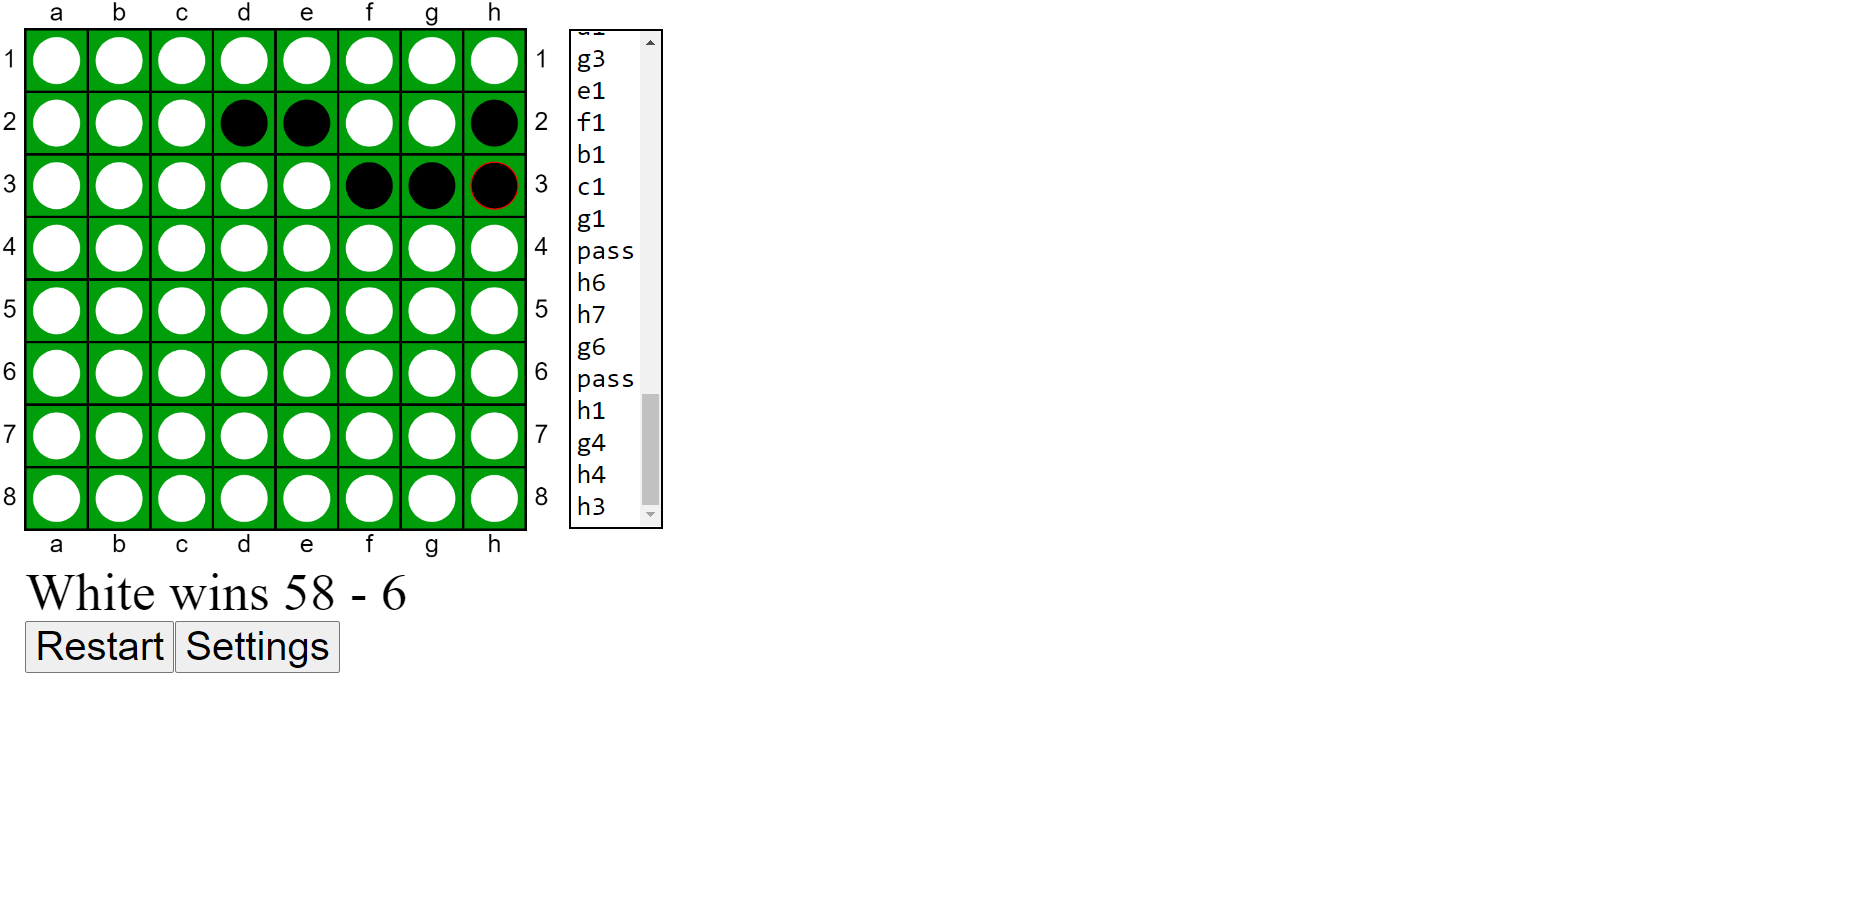 a b c d e f g h
1 1
2 2
3 3
4 4
5 5
6 6
7 7
8 8
a b c d e f g h
g3
e1
f1
b1
c1
g1
pass
h6
h7
g6
pass
h1
g4
h4
h3
White wins 58 - 6
Restart Settings